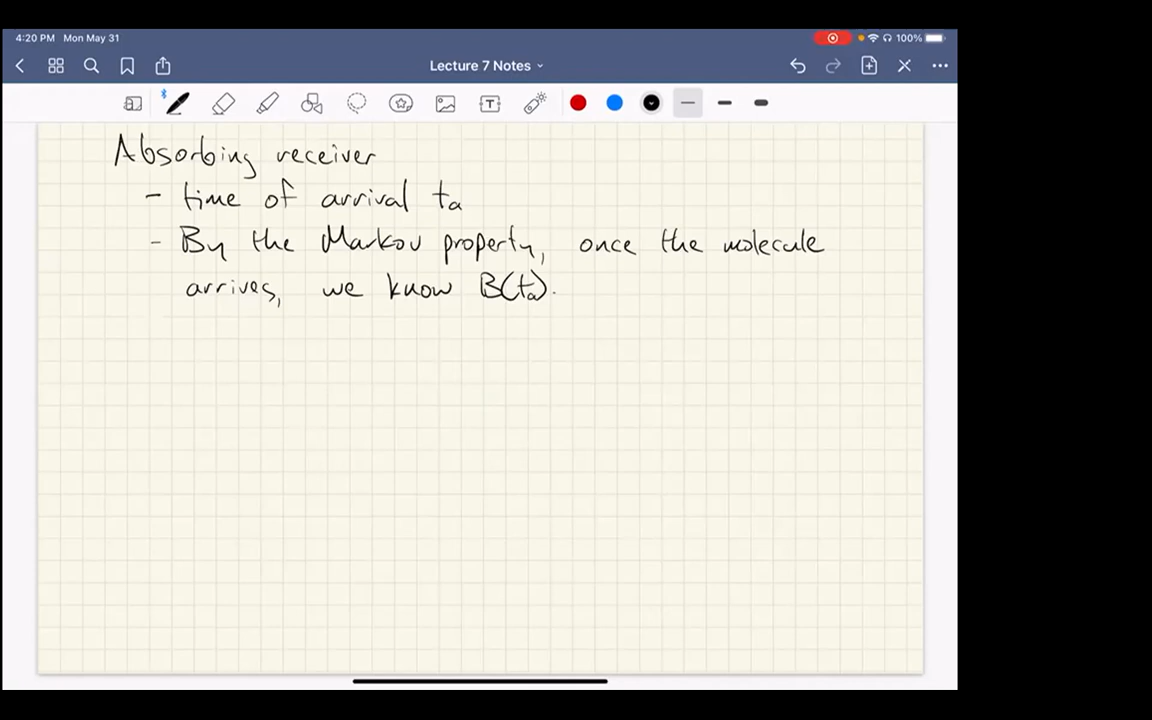 4:20 PM Mon May 31
100%
Lecture 7 Notes
T
Absorbing receiver
- time of arrival tₐ
- By the Markov property, once the molecule
arrives, we know B(tₐ).